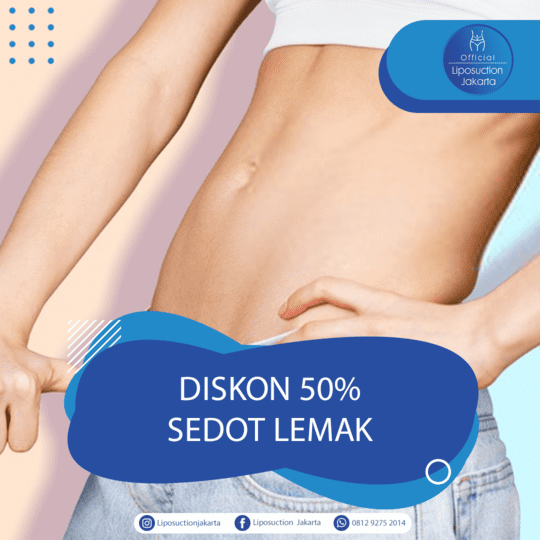 Official
Liposuction
Jakarta
DISKON 50%
SEDOT LEMAK
Liposuctionjakarta
Liposuction Jakarta
0812 9275 2014